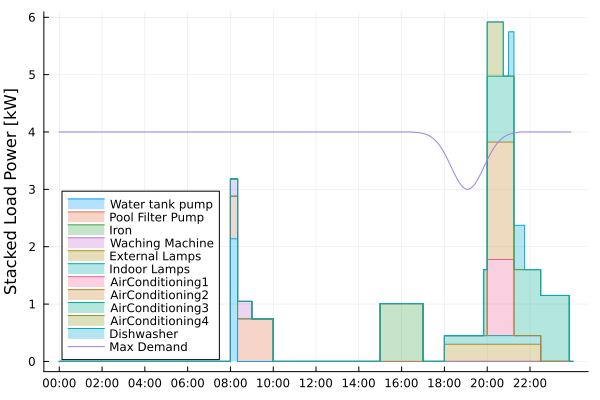 Stacked Load Power [kW]
6
5
4
3
2
1
0
Water tank pump
Pool Filter Pump
Iron
Waching Machine
External Lamps
Indoor Lamps
AirConditioning1
AirConditioning2
AirConditioning3
AirConditioning4
Dishwasher
Max Demand
00:00 02:00 04:00 06:00 08:00 10:00 12:00 14:00 16:00 18:00 20:00 22:00